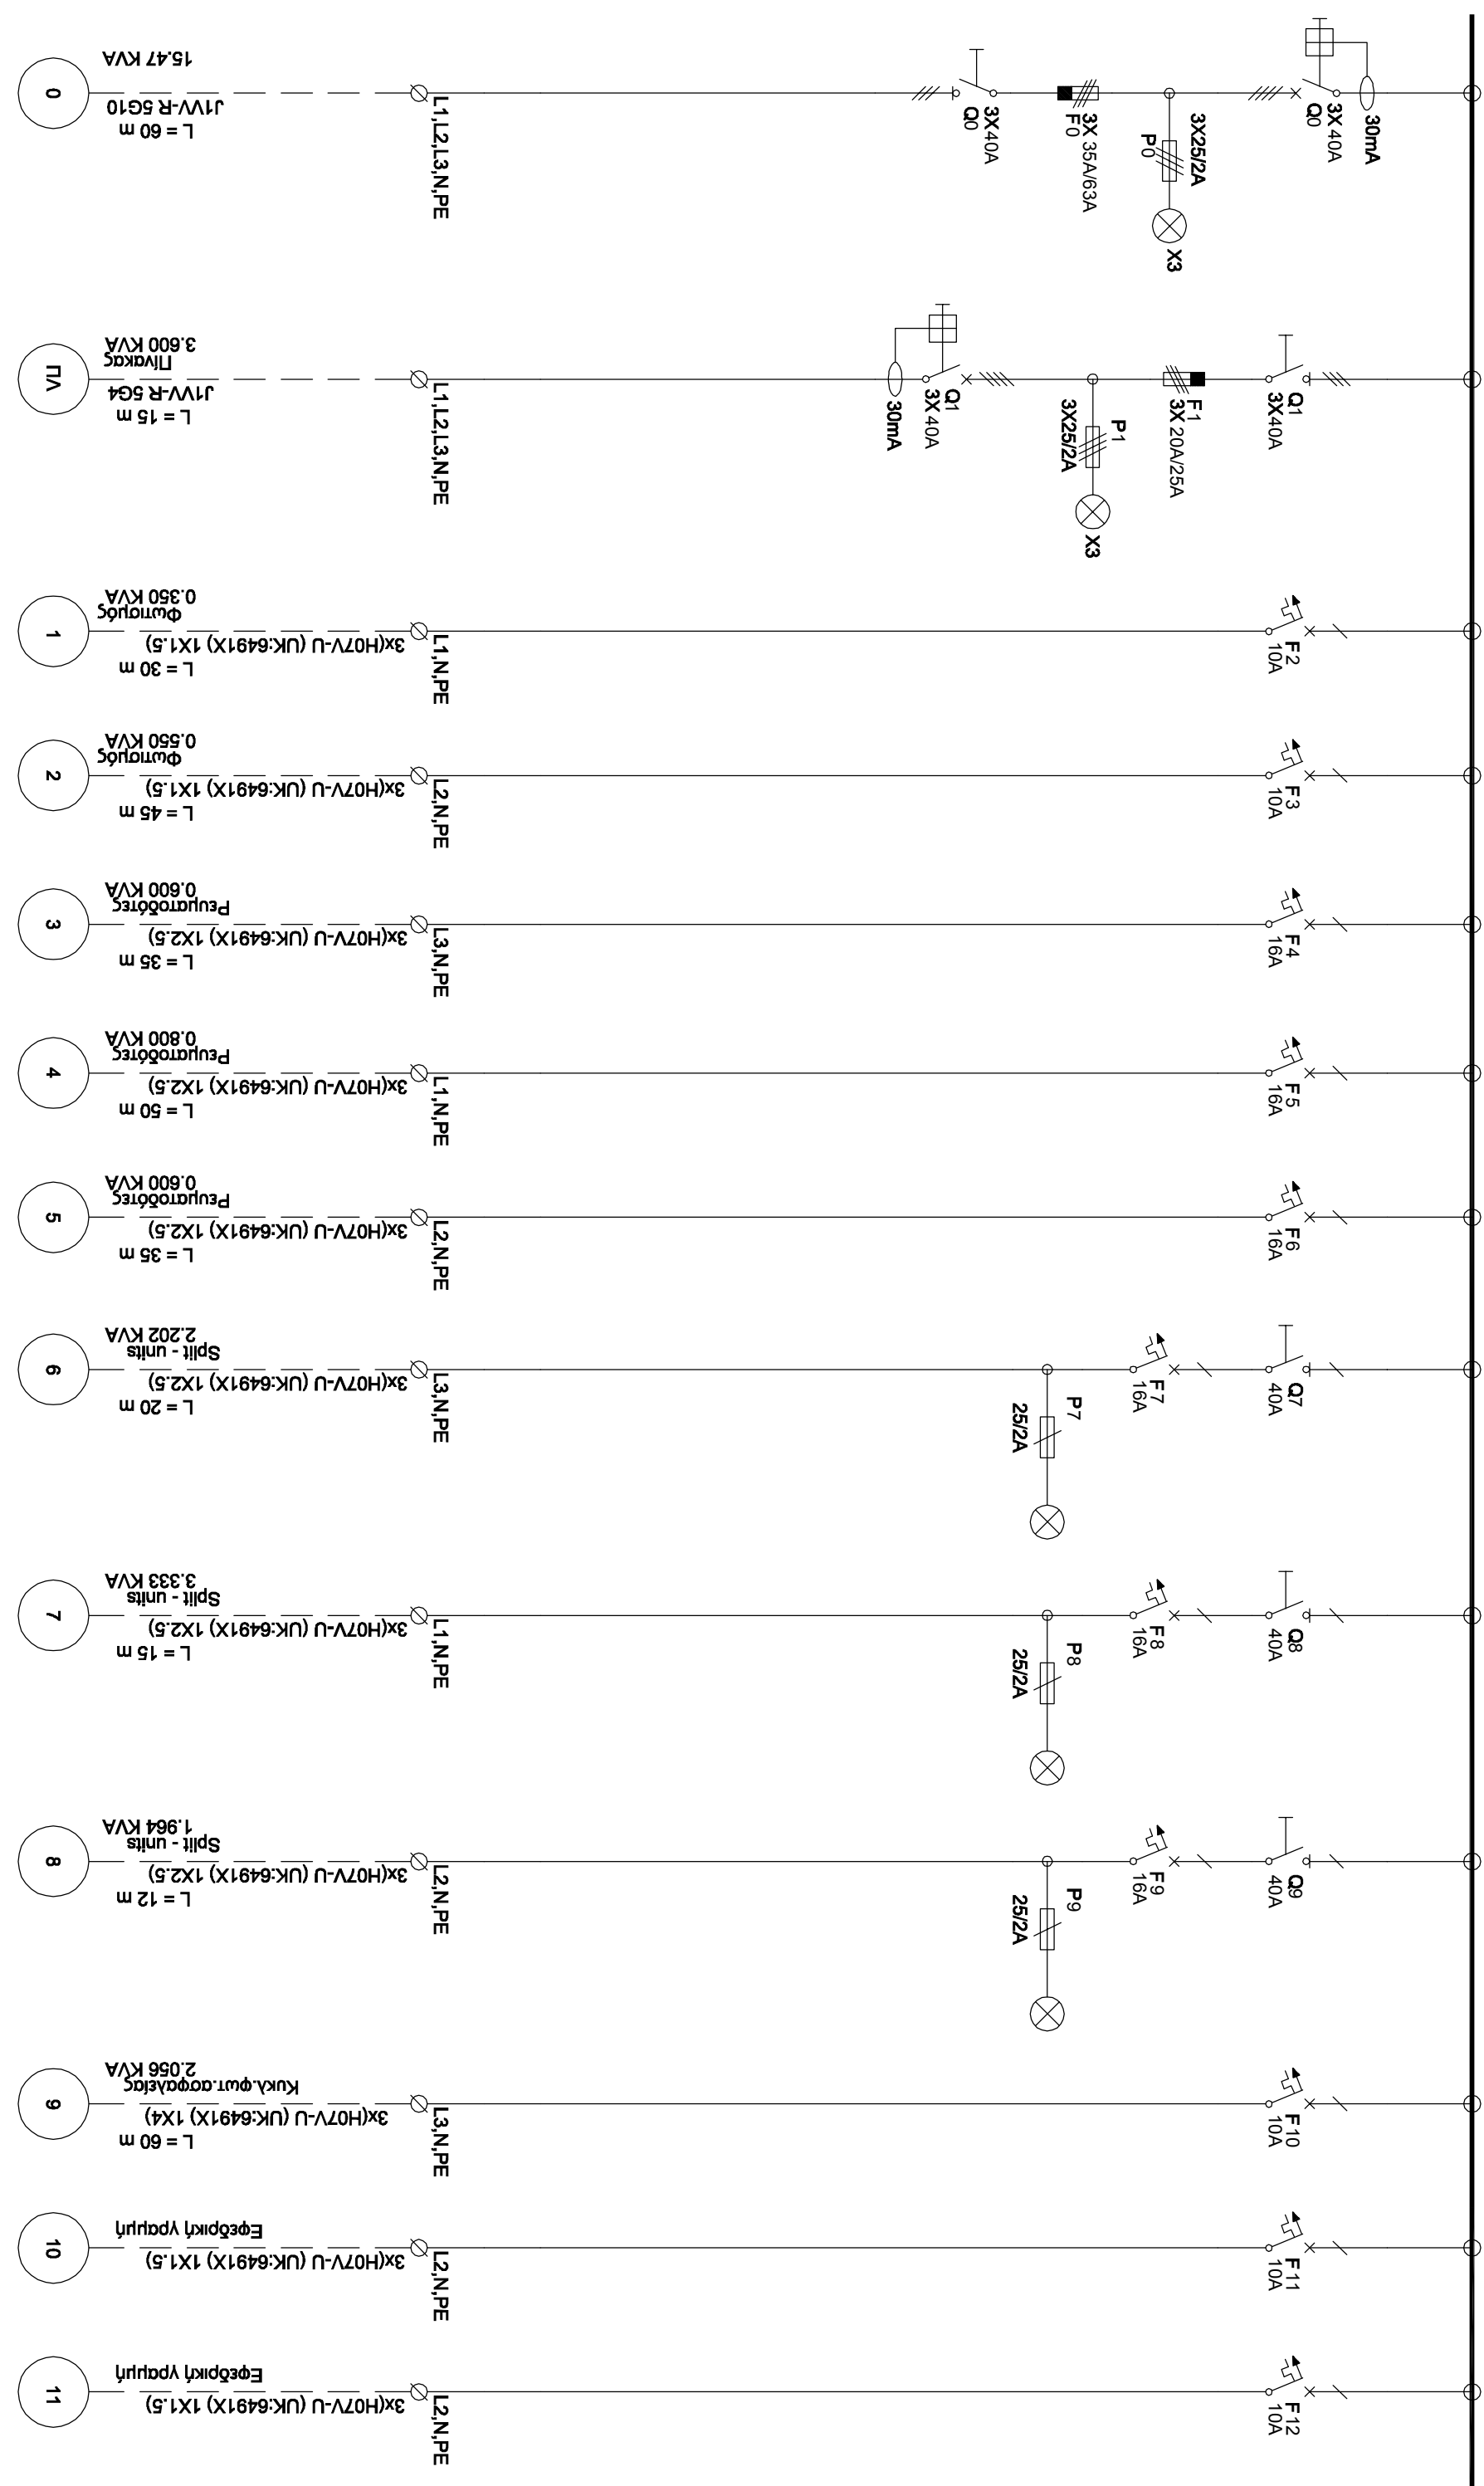 0
15.47 KVA
J1VV-R 5G10
L = 60 m
L1,L2,L3,N,PE
Q0
3X40A
F0
3X 35A/63A
P0
3X25/2A
X3
Q0
3X 40A
30mA
ΠΛ
3.600 KVA
Πίνακας
J1VV-R 5G4
L = 15 m
L1,L2,L3,N,PE
30mA
Q1
3X 40A
P1
3X25/2A
X3
F1
3X 20A/25A
Q1
3X40A
1
0.350 KVA
Φωτισμός
3x(H07V-U (UK:6491X) 1X1.5)
L = 30 m
L1,N,PE
F2
10A
2
0.550 KVA
Φωτισμός
3x(H07V-U (UK:6491X) 1X1.5)
L = 45 m
L2,N,PE
F3
10A
3
0.600 KVA
Ρευματοδότες
3x(H07V-U (UK:6491X) 1X2.5)
L = 35 m
L3,N,PE
F4
16A
4
0.800 KVA
Ρευματοδότες
3x(H07V-U (UK:6491X) 1X2.5)
L = 50 m
L1,N,PE
F5
16A
5
0.600 KVA
Ρευματοδότες
3x(H07V-U (UK:6491X) 1X2.5)
L = 35 m
L2,N,PE
F6
16A
6
2.202 KVA
Split - units
3x(H07V-U (UK:6491X) 1X2.5)
L = 20 m
L3,N,PE
P7
25/2A
F7
16A
Q7
40A
7
3.333 KVA
Split - units
3x(H07V-U (UK:6491X) 1X2.5)
L = 15 m
L1,N,PE
P8
25/2A
F8
16A
Q8
40A
8
1.964 KVA
Split - units
3x(H07V-U (UK:6491X) 1X2.5)
L = 12 m
L2,N,PE
P9
25/2A
F9
16A
Q9
40A
9
2.056 KVA
Κυκλ.φωτ.ασφαλείας
3x(H07V-U (UK:6491X) 1X4)
L = 60 m
L3,N,PE
F10
10A
10
Εφεδρική γραμμή
3x(H07V-U (UK:6491X) 1X1.5)
L2,N,PE
F11
10A
11
Εφεδρική γραμμή
3x(H07V-U (UK:6491X) 1X1.5)
L2,N,PE
F12
10A